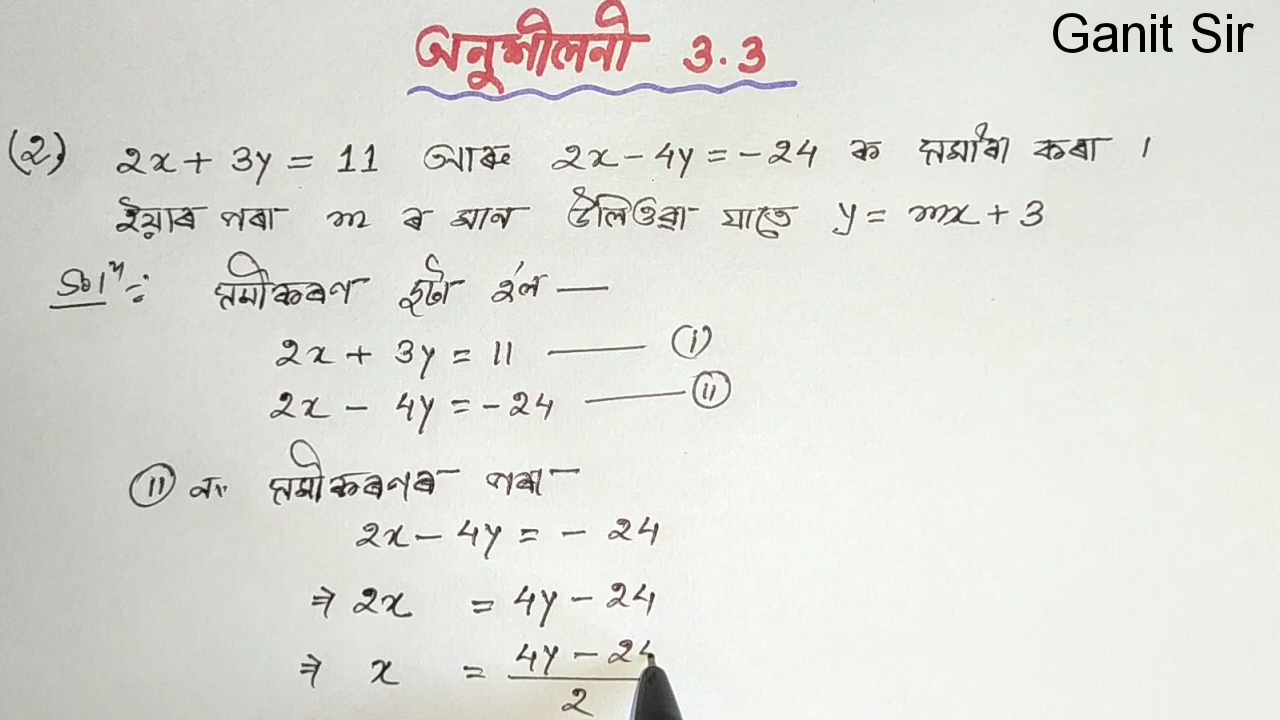 Ganit Sir
অনুশীলনী 3.3
(2) 2x + 3y = 11 আৰু 2x - 4y = -24 ক সমাধা কৰা ।
ইয়াৰ পৰা m ৰ মান উলিওৱা যাতে y = mx + 3
Solⁿ :- সমীকৰণ দুটা হ'ল —
2x + 3y = 11 —— (i)
2x - 4y = -24 —— (ii)
(ii) নং সমীকৰণৰ পৰা
2x - 4y = - 24
⇒ 2x = 4y - 24
⇒ x = 4y - 24
2